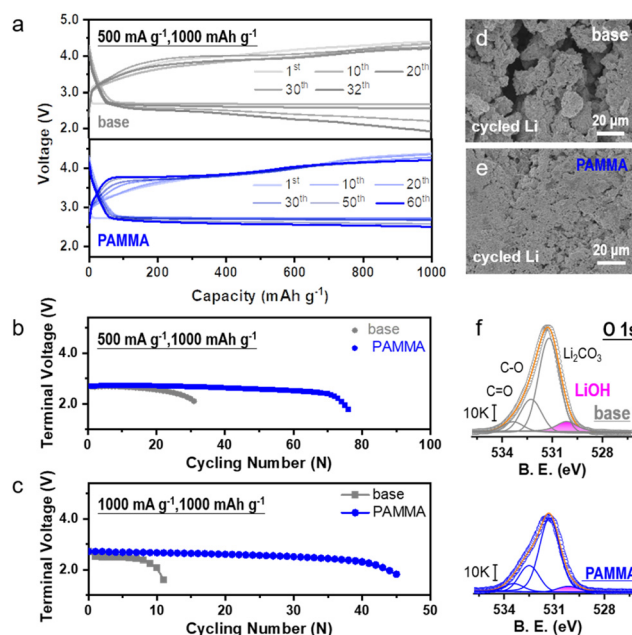 a
500 mA g-1,1000 mAh g-1
1st 10th 20th
30th 32th
base
5.0
4.0
3.0
2.0
Voltage (V)
1st 10th 20th
30th 50th 60th
PAMMA
4.0
3.0
2.0
0 200 400 600 800 1000
Capacity (mAh g-1)
b
500 mA g-1,1000 mAh g-1
base
PAMMA
4.0
2.0
Terminal Voltage (V)
0 20 40 60 80 100
Cycling Number (N)
c
1000 mA g-1,1000 mAh g-1
base
PAMMA
4.0
2.0
Terminal Voltage (V)
0 10 20 30 40 50
Cycling Number (N)
d
base
cycled Li
20 μm
e
PAMMA
cycled Li
20 μm
f
O 1s
Li2CO3
C-O
C=O
LiOH
10K
base
534 531 528
B. E. (eV)
10K
PAMMA
534 531 528
B. E. (eV)